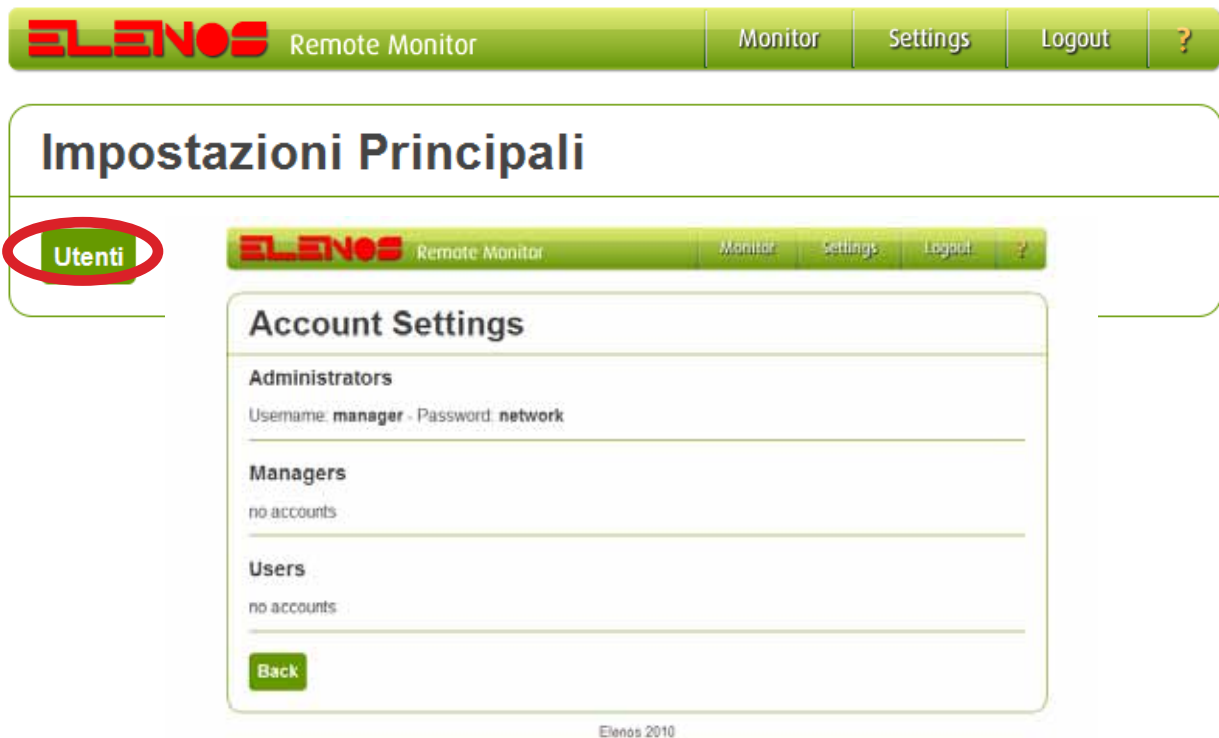 ELENOS Remote Monitor Monitor Settings Logout ?
Impostazioni Principali
Utenti
ELENOS Remote Monitor Monitor Settings Logout ?
Account Settings
Administrators
Username: manager - Password: network
Managers
no accounts
Users
no accounts
Back
Elenos 2010